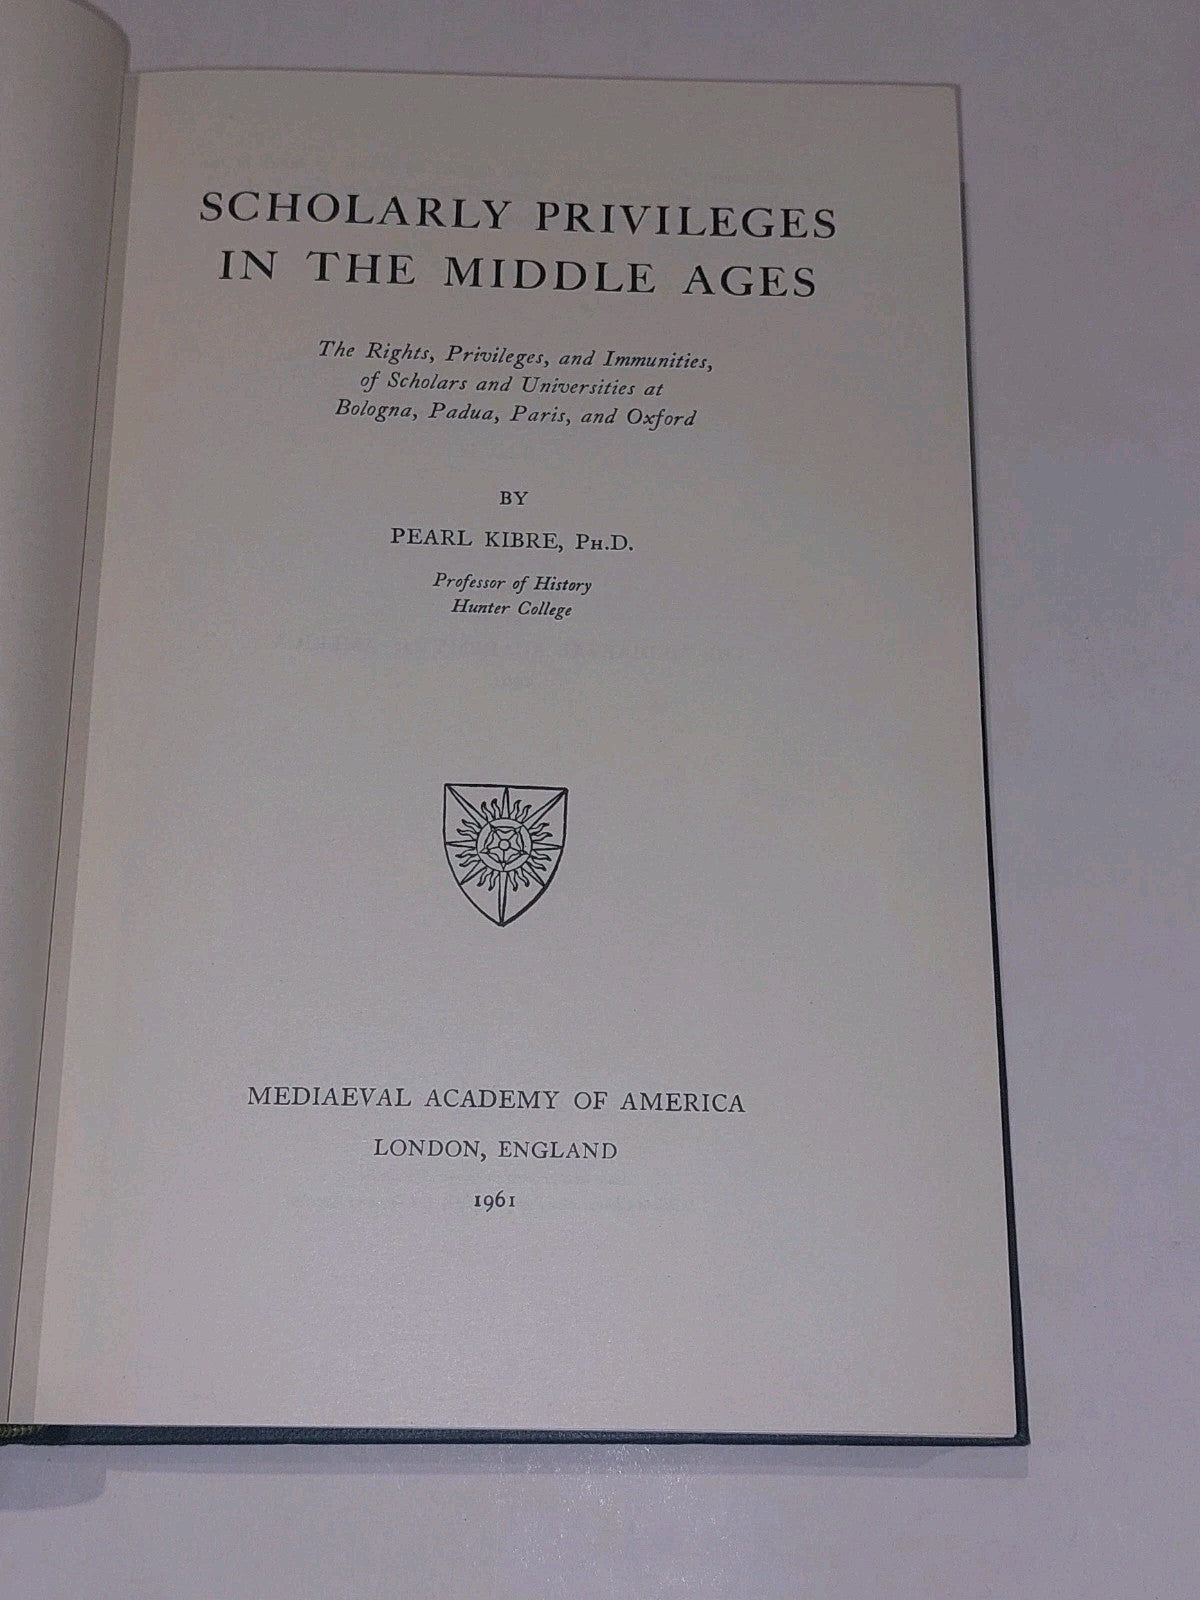 SCHOLARLY PRIVILEGES
IN THE MIDDLE AGES
The Rights, Privileges, and Immunities,
of Scholars and Universities at
Bologna, Padua, Paris, and Oxford
BY
PEARL KIBRE, PH.D.
Professor of History
Hunter College
MEDIAEVAL ACADEMY OF AMERICA
LONDON, ENGLAND
1961